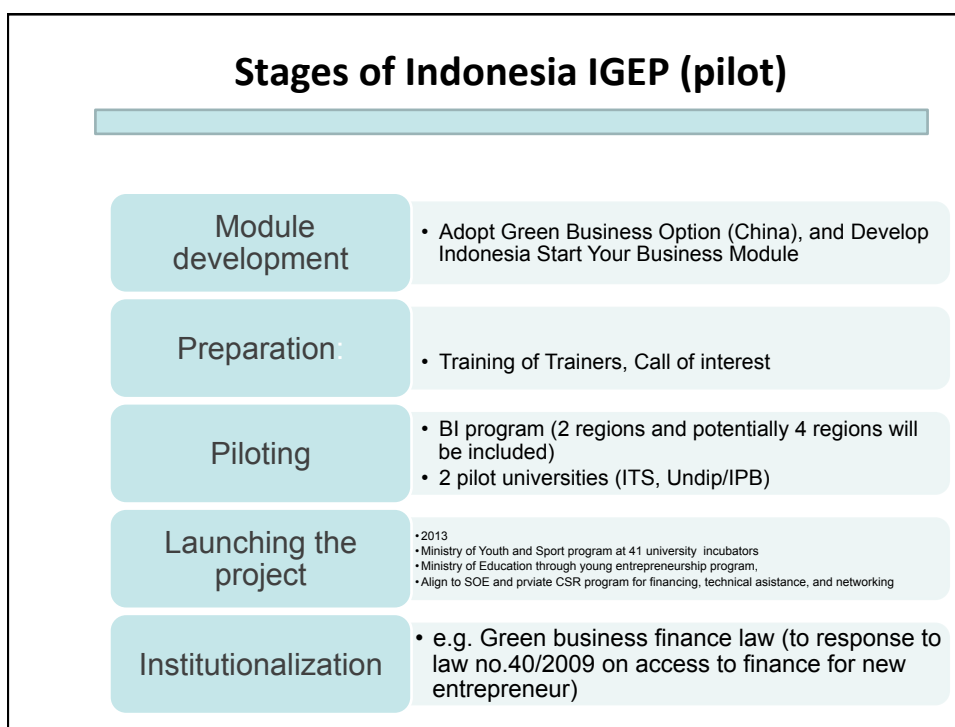 Stages of Indonesia IGEP (pilot)
Module
development
• Adopt Green Business Option (China), and Develop
Indonesia Start Your Business Module
Preparation:
• Training of Trainers, Call of interest
Piloting
• BI program (2 regions and potentially 4 regions will
be included)
• 2 pilot universities (ITS, Undip/IPB)
Launching the
project
• 2013
• Ministry of Youth and Sport program at 41 university incubators
• Ministry of Education through young entrepreneurship program,
• Align to SOE and prviate CSR program for financing, technical asistance, and networking
Institutionalization
• e.g. Green business finance law (to response to
law no.40/2009 on access to finance for new
entrepreneur)